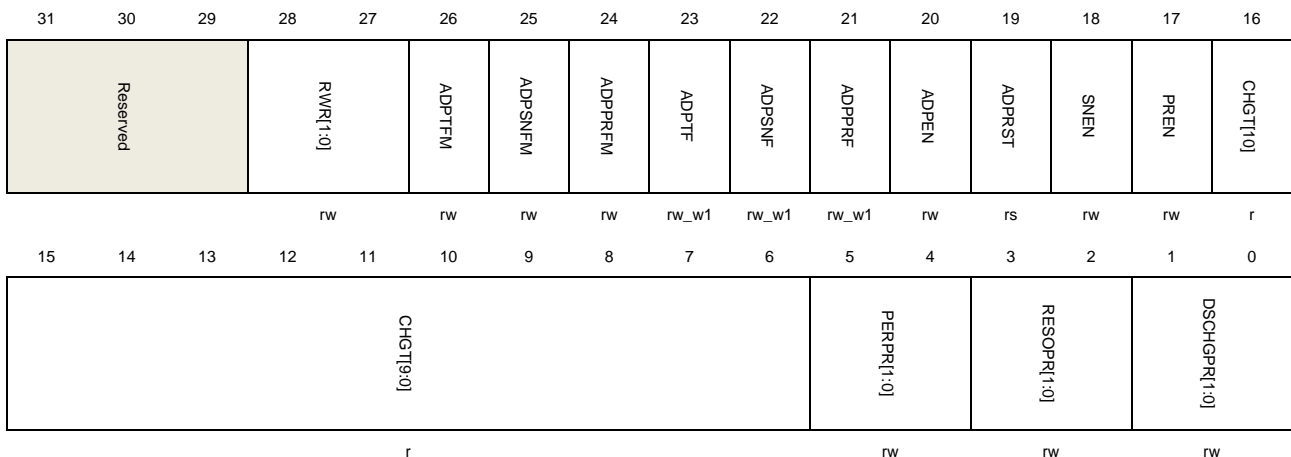 31 30 29 28 27 26 25 24 23 22 21 20 19 18 17 16
Reserved RWR[1:0] ADPTFM ADPSNFM ADPPRFM ADPTF ADPSNF ADPPRF ADPEN ADPRST SNEN PREN CHGT[10]
rw rw rw rw rw_w1 rw_w1 rw_w1 rw rs rw rw r
15 14 13 12 11 10 9 8 7 6 5 4 3 2 1 0
CHGT[9:0] PERPR[1:0] RESOPR[1:0] DSCHGPR[1:0]
r rw rw rw